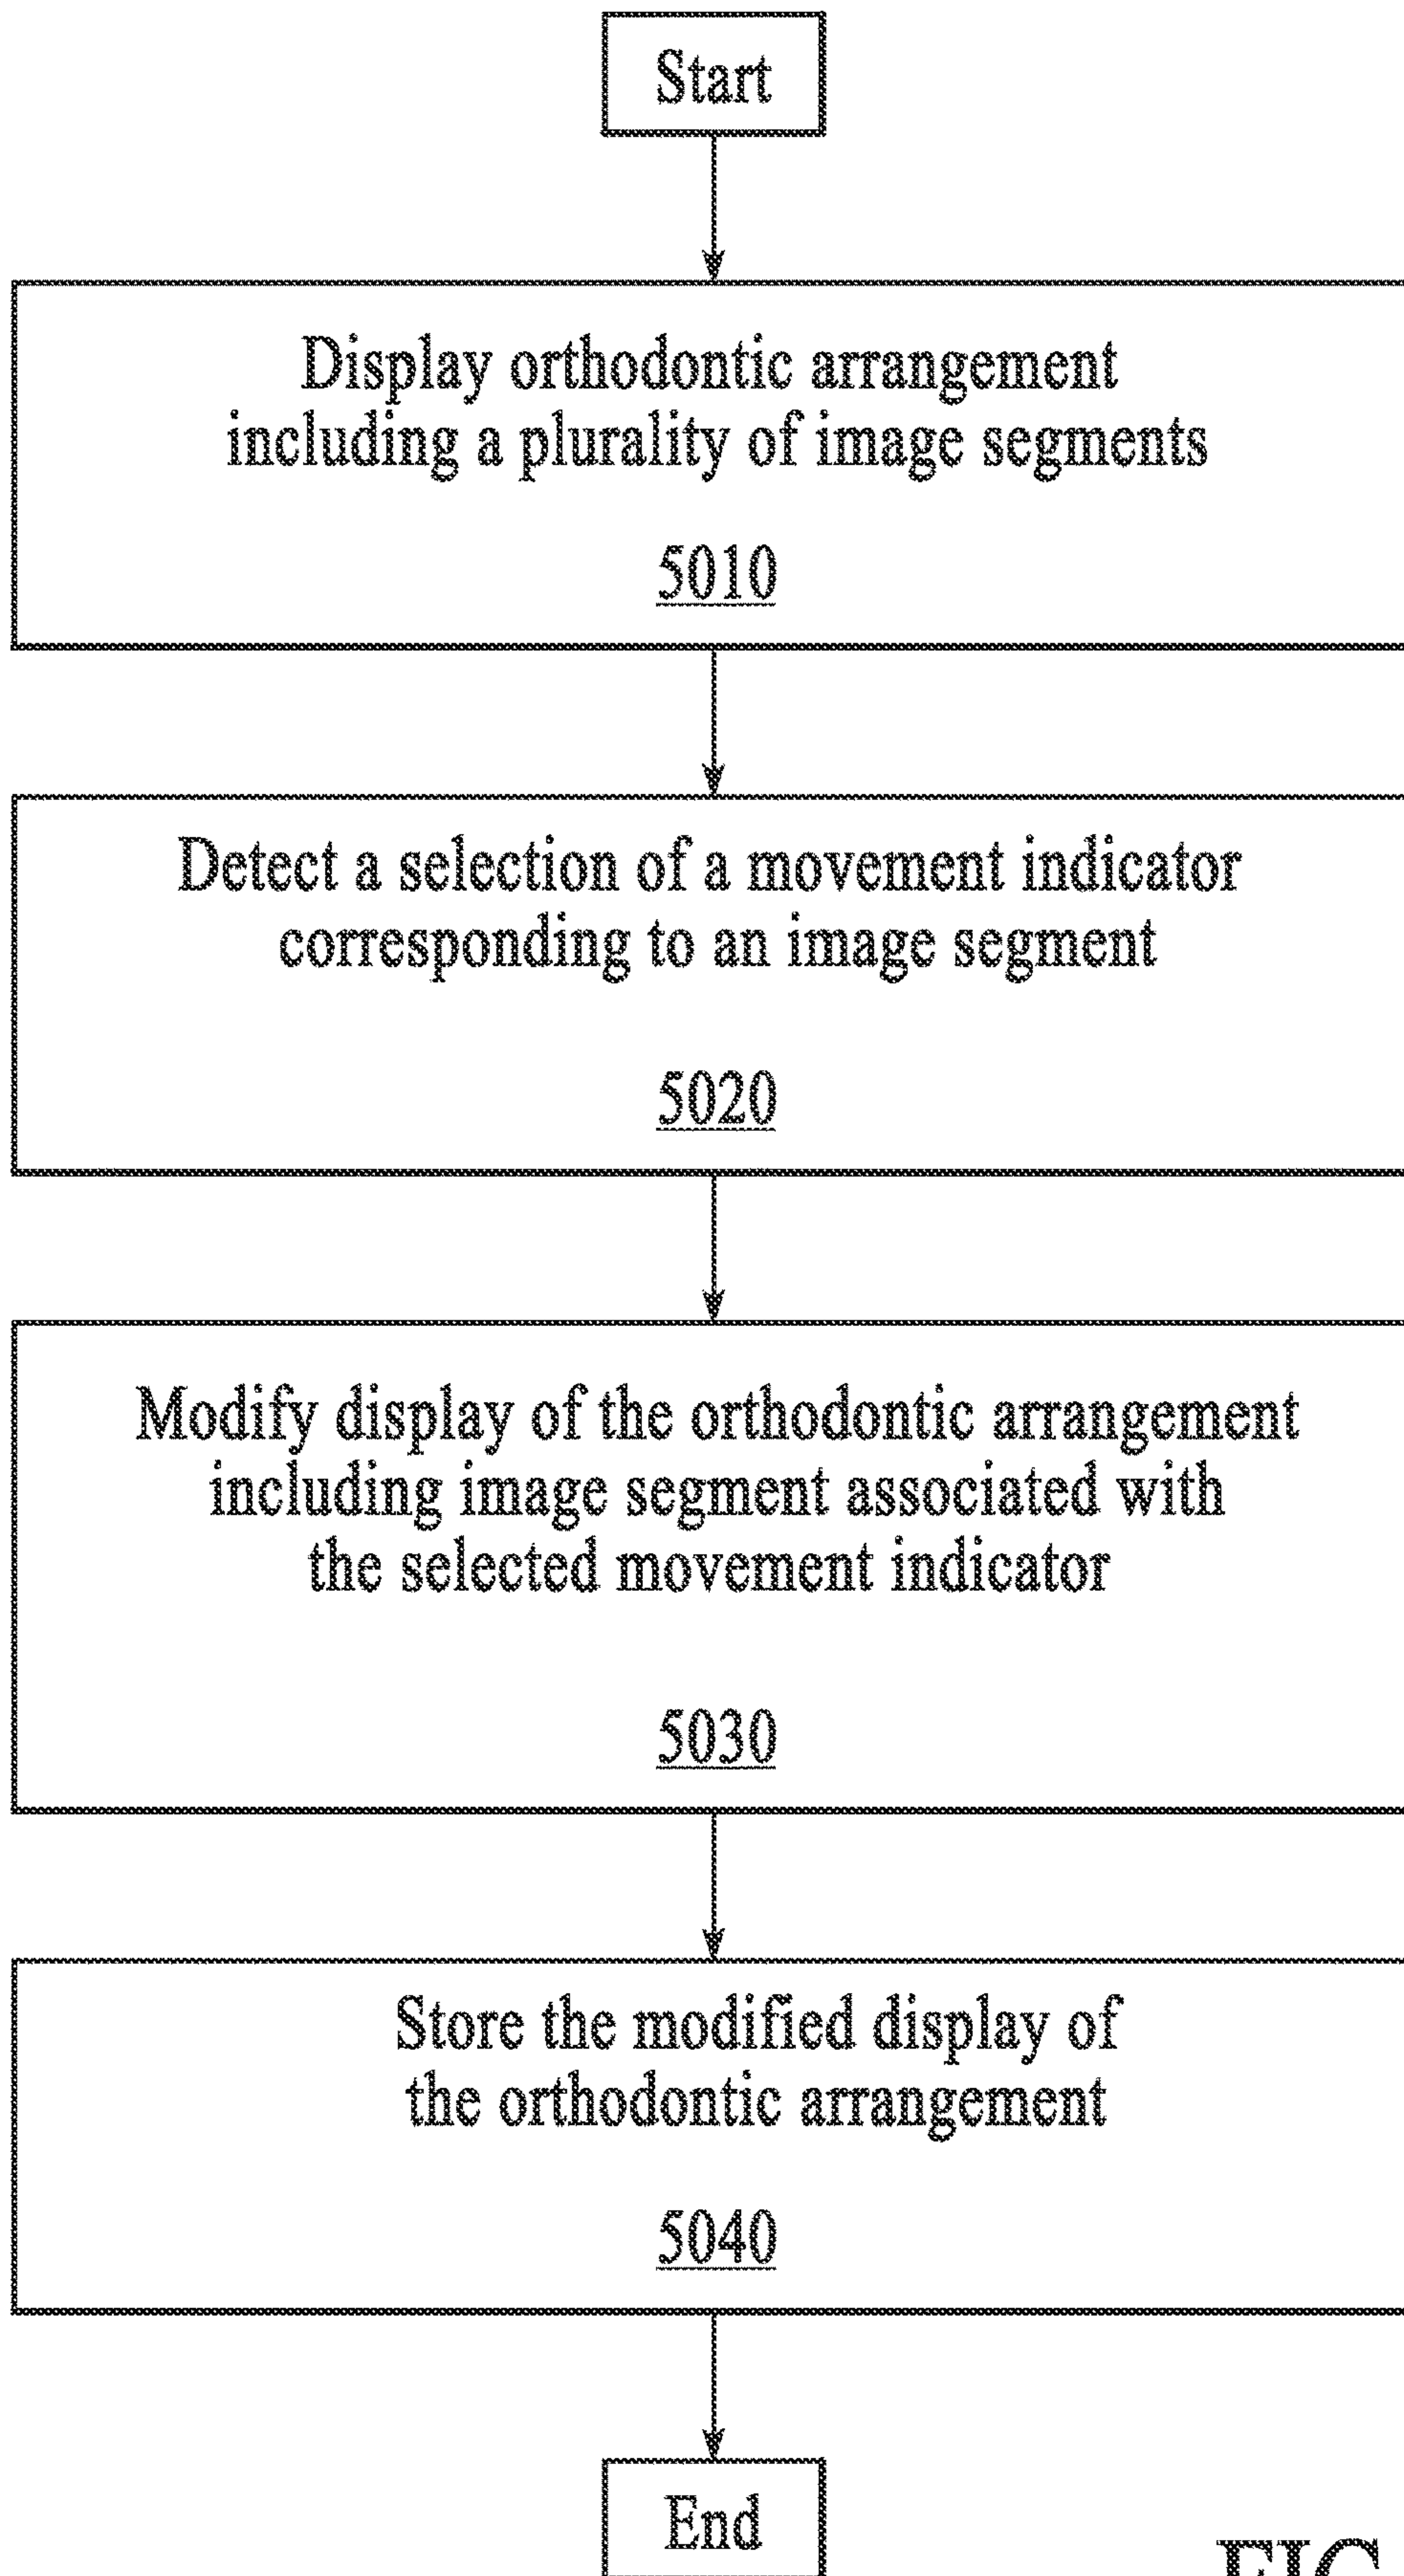 Start
Display orthodontic arrangement
including a plurality of image segments
5010
Detect a selection of a movement indicator
corresponding to an image segment
5020
Modify display of the orthodontic arrangement
including image segment associated with
the selected movement indicator
5030
Store the modified display of
the orthodontic arrangement
5040
End
FIG